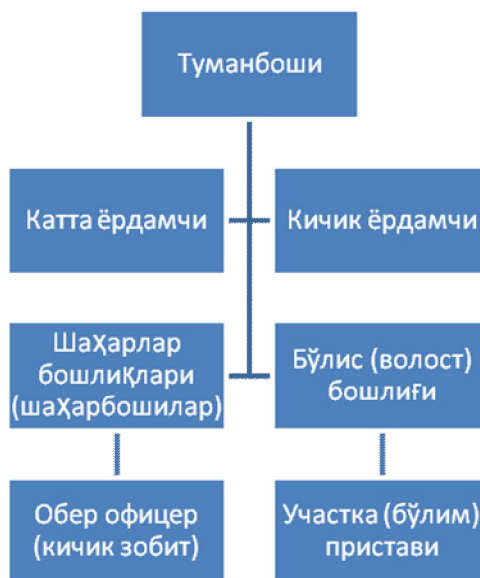 Туманбоши
Катта ёрдамчи
Кичик ёрдамчи
Шаҳарлар
бошлиқлари
(шаҳарбошилар)
Бўлис (волост)
бошлиғи
Обер офицер
(кичик зобит)
Участка (бўлим)
пристави